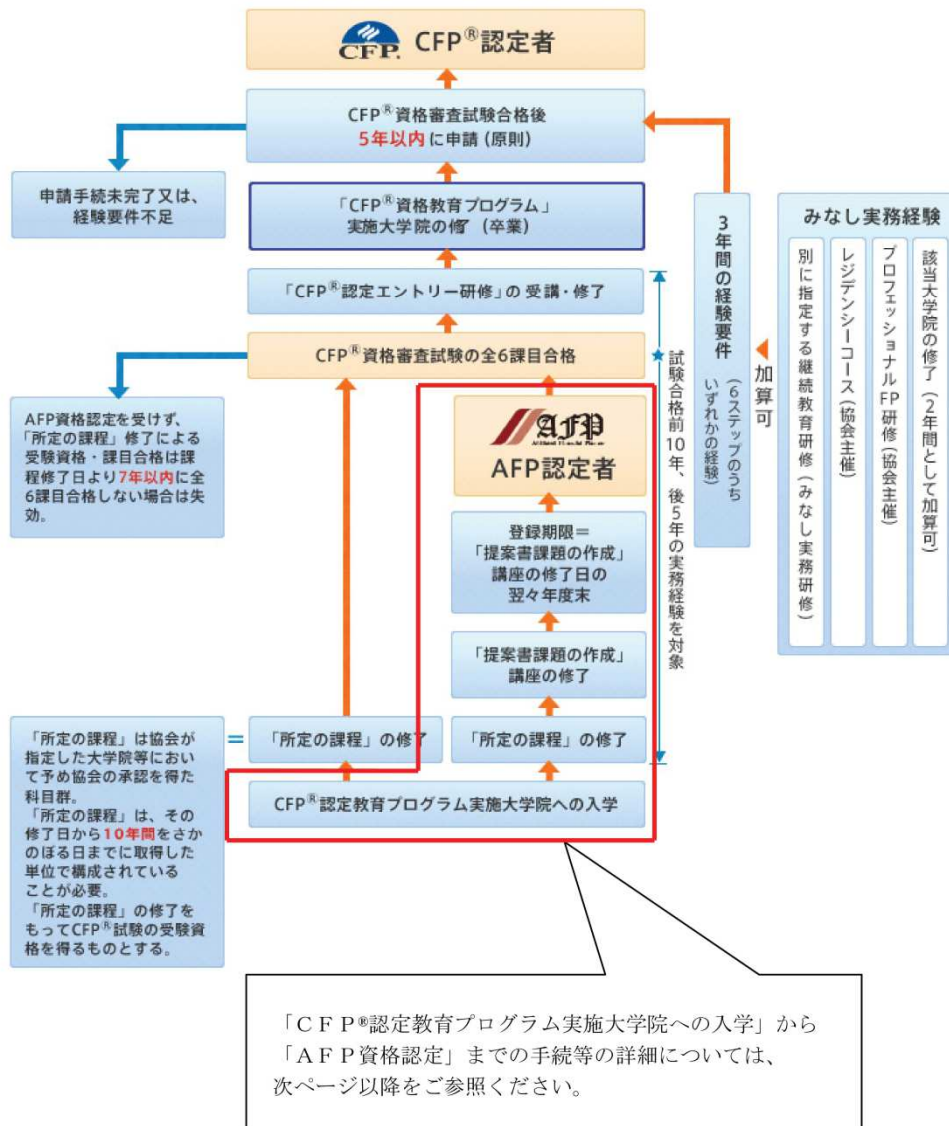 CFP. CFP®認定者
CFP®資格審査試験合格後
5年以内に申請（原則）
申請手続未完了又は、
経験要件不足
「CFP®資格教育プログラム」
実施大学院の修了（卒業）
「CFP®認定エントリー研修」の受講・修了
CFP®資格審査試験の全6課目合格
AFP資格認定を受けず、
「所定の課程」修了による
受験資格・課目合格は課
程修了日より7年以内に全
6課目合格しない場合は失
効。
AFP
AFP認定者
登録期限＝
「提案書課題の作成」
講座の修了日の
翌々年度末
「提案書課題の作成」
講座の修了
「所定の課程」の修了
「所定の課程」の修了
＝
「所定の課程」は協会が
指定した大学院等におい
て予め協会の承認を得た
科目群。
「所定の課程」は、その
修了日から10年間をさか
のぼる日までに取得した
単位で構成されている
ことが必要。
「所定の課程」の修了を
もってCFP®試験の受験資
格を得るものとする。
CFP®認定教育プログラム実施大学院への入学
★試験合格前10年、後5年の実務経験を対象
3年間の経験要件
（6ステップのうち
いずれかの経験）
加算可
みなし実務経験
該当大学院の修了（2年間として加算可）
プロフェッショナルFP研修（協会主催）
レジデンシーコース（協会主催）
別に指定する継続教育研修（みなし実務研修）
「ＣＦＰ®認定教育プログラム実施大学院への入学」から
「ＡＦＰ資格認定」までの手続等の詳細については、
次ページ以降をご参照ください。